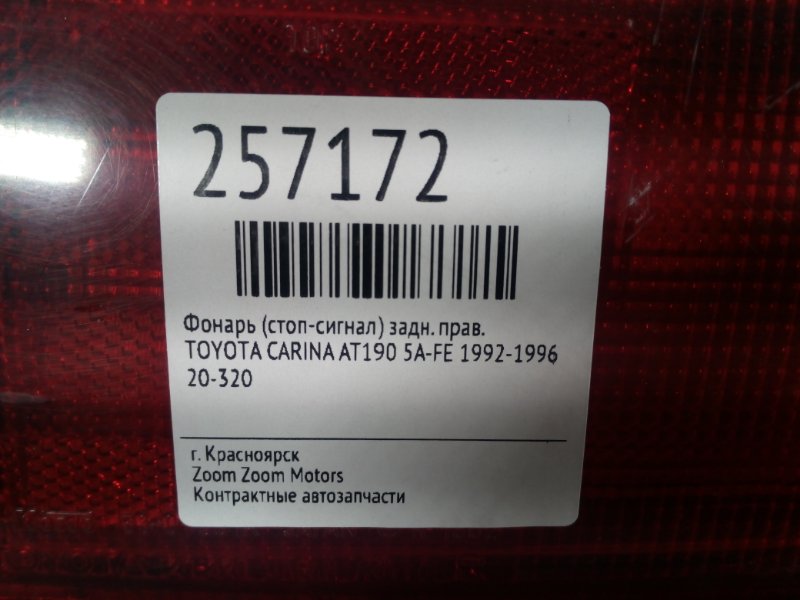 257172
Фонарь (стоп-сигнал) задн. прав.
TOYOTA CARINA AT190 5A-FE 1992-1996
20-320
г. Красноярск
Zoom Zoom Motors
Контрактные автозапчасти